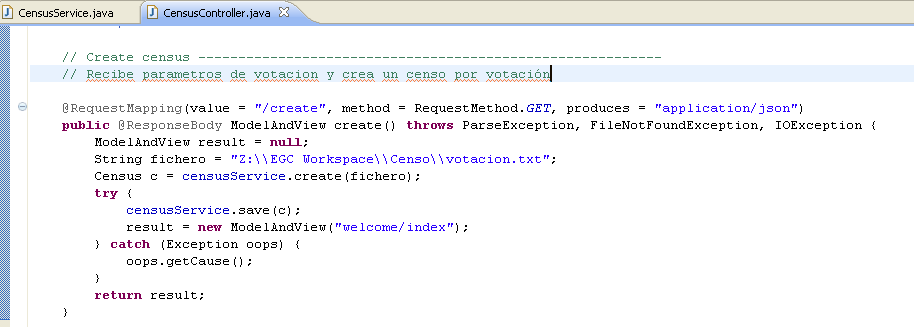 CensusService.java CensusController.java
// Create census ----------------------------------------------------------
// Recibe parametros de votacion y crea un censo por votación
@RequestMapping(value = "/create", method = RequestMethod.GET, produces = "application/json")
public @ResponseBody ModelAndView create() throws ParseException, FileNotFoundException, IOException {
ModelAndView result = null;
String fichero = "Z:\\EGC Workspace\\Censo\\votacion.txt";
Census c = censusService.create(fichero);
try {
censusService.save(c);
result = new ModelAndView("welcome/index");
} catch (Exception oops) {
oops.getCause();
}
return result;
}